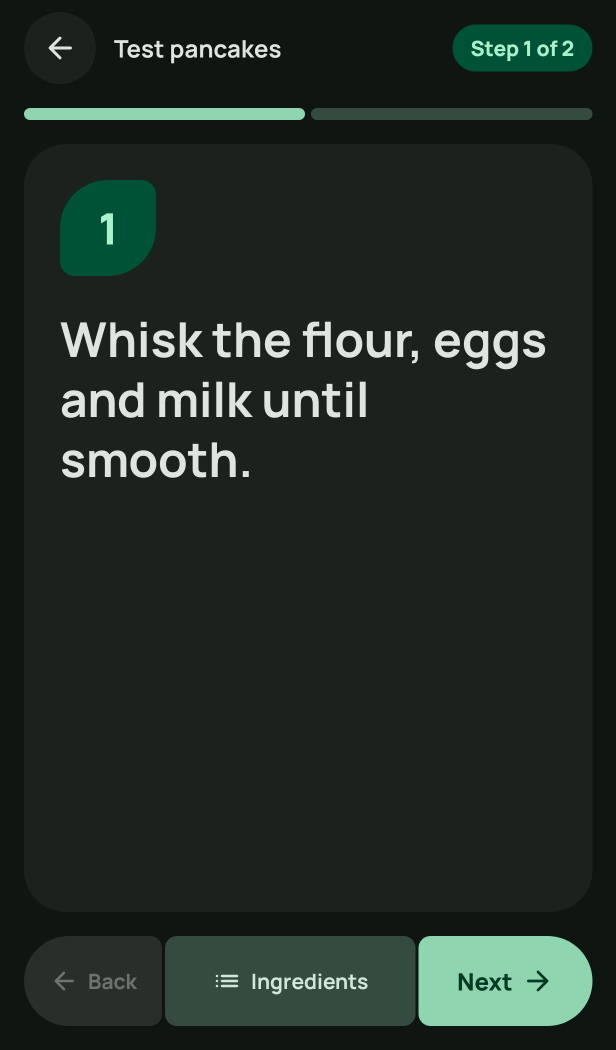 Test pancakes
Step 1 of 2
1
Whisk the flour, eggs
and milk until
smooth.
Back
Ingredients
Next